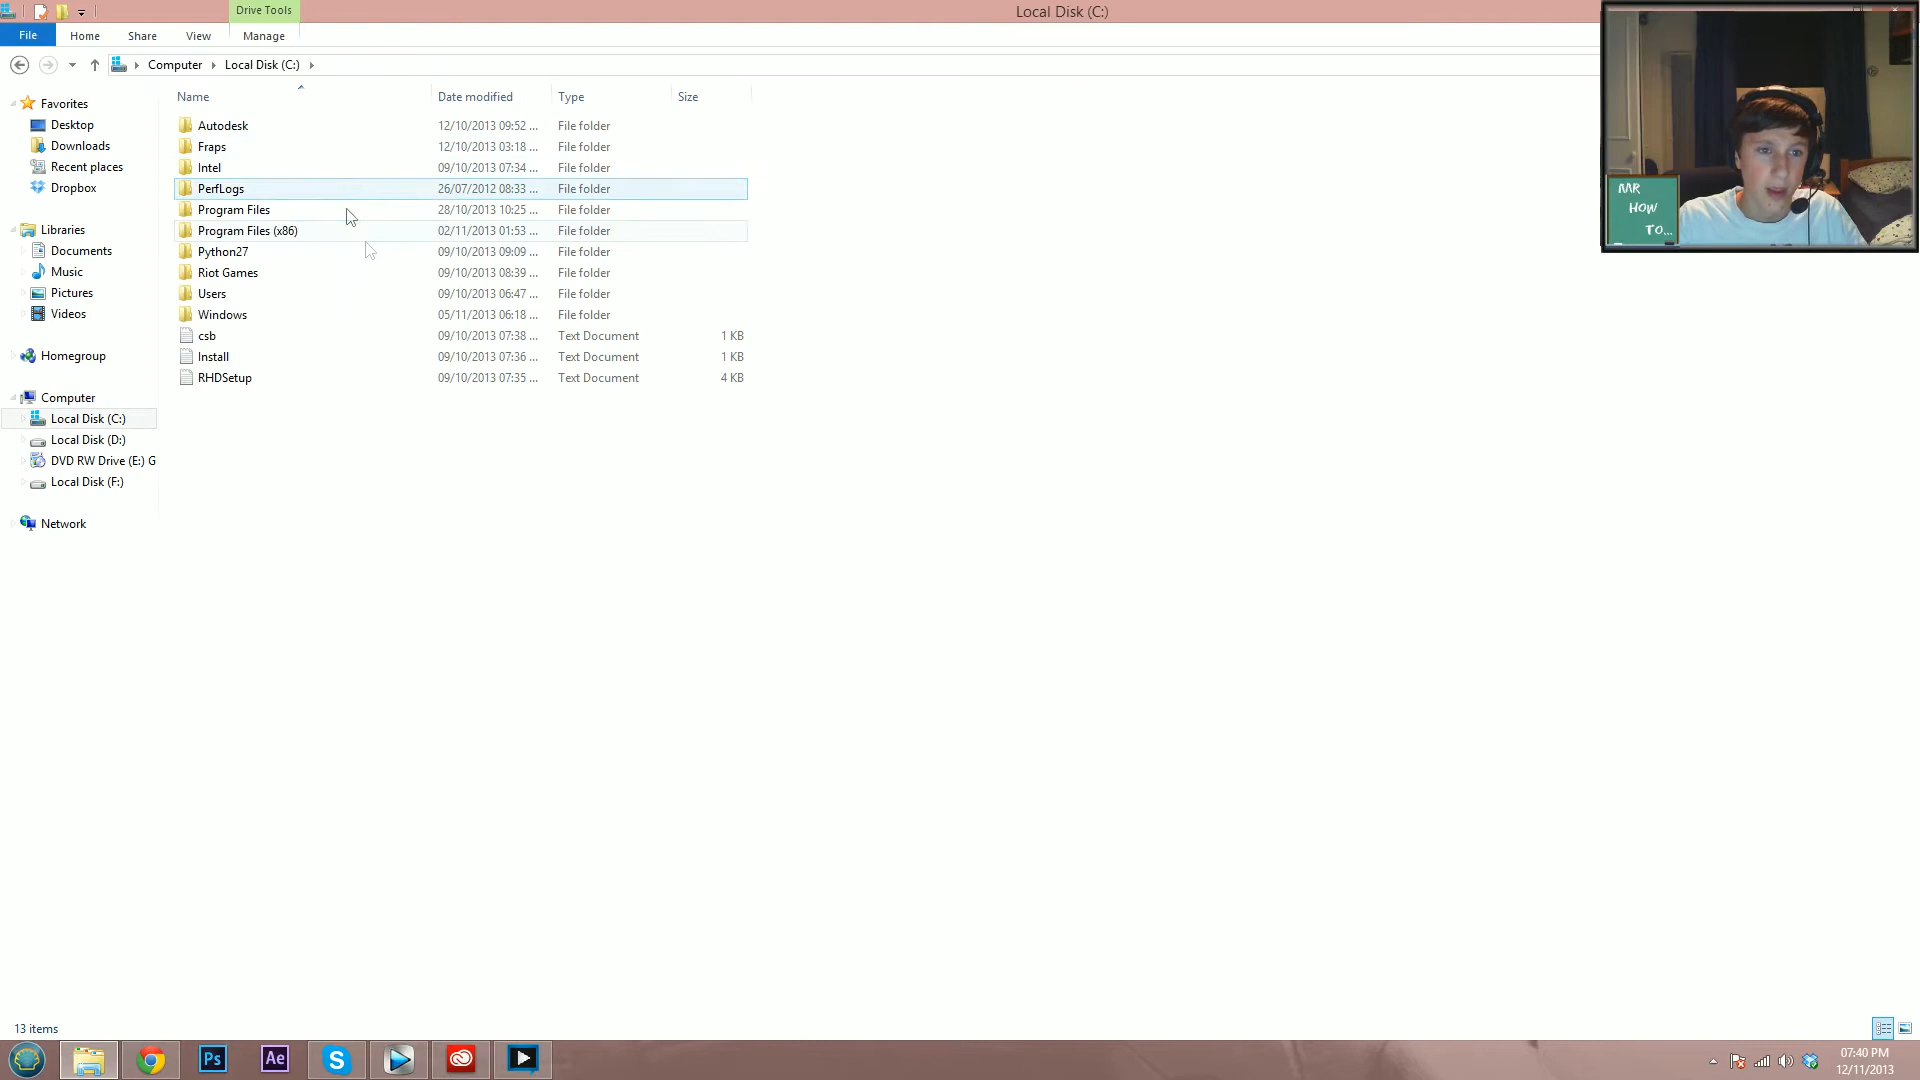 Drive Tools
Local Disk (C:)
File
Home
Share
View
Manage
Computer
Local Disk (C:)
Name
Date modified
Type
Size
Favorites
Desktop
Downloads
Recent places
Dropbox
Libraries
Documents
Music
Pictures
Videos
Homegroup
Computer
Local Disk (C:)
Local Disk (D:)
DVD RW Drive (E:) G
Local Disk (F:)
Network
Autodesk 12/10/2013 09:52 ... File folder
Fraps 12/10/2013 03:18 ... File folder
Intel 09/10/2013 07:34 ... File folder
PerfLogs 26/07/2012 08:33 ... File folder
Program Files 28/10/2013 10:25 ... File folder
Program Files (x86) 02/11/2013 01:53 ... File folder
Python27 09/10/2013 09:09 ... File folder
Riot Games 09/10/2013 08:39 ... File folder
Users 09/10/2013 06:47 ... File folder
Windows 05/11/2013 06:18 ... File folder
csb 09/10/2013 07:38 ... Text Document 1 KB
Install 09/10/2013 07:36 ... Text Document 1 KB
RHDSetup 09/10/2013 07:35 ... Text Document 4 KB
MR
HOW
TO...
13 items
Ps
Ae
S
07:40 PM
12/11/2013